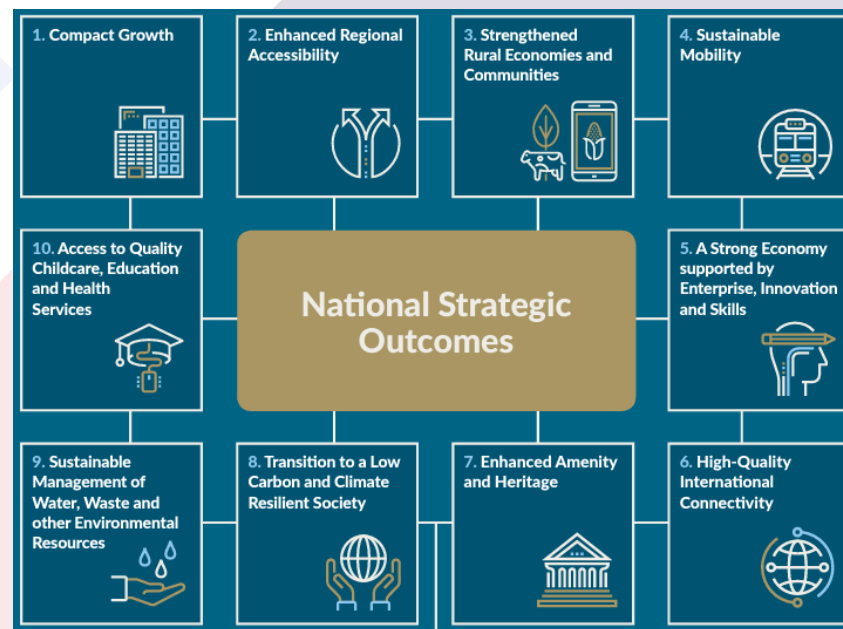 1. Compact Growth
2. Enhanced Regional
Accessibility
3. Strengthened
Rural Economies and
Communities
4. Sustainable
Mobility
10. Access to Quality
Childcare, Education
and Health
Services
National Strategic
Outcomes
5. A Strong Economy
supported by
Enterprise, Innovation
and Skills
9. Sustainable
Management of
Water, Waste and
other Environmental
Resources
8. Transition to a Low
Carbon and Climate
Resilient Society
7. Enhanced Amenity
and Heritage
6. High-Quality
International
Connectivity